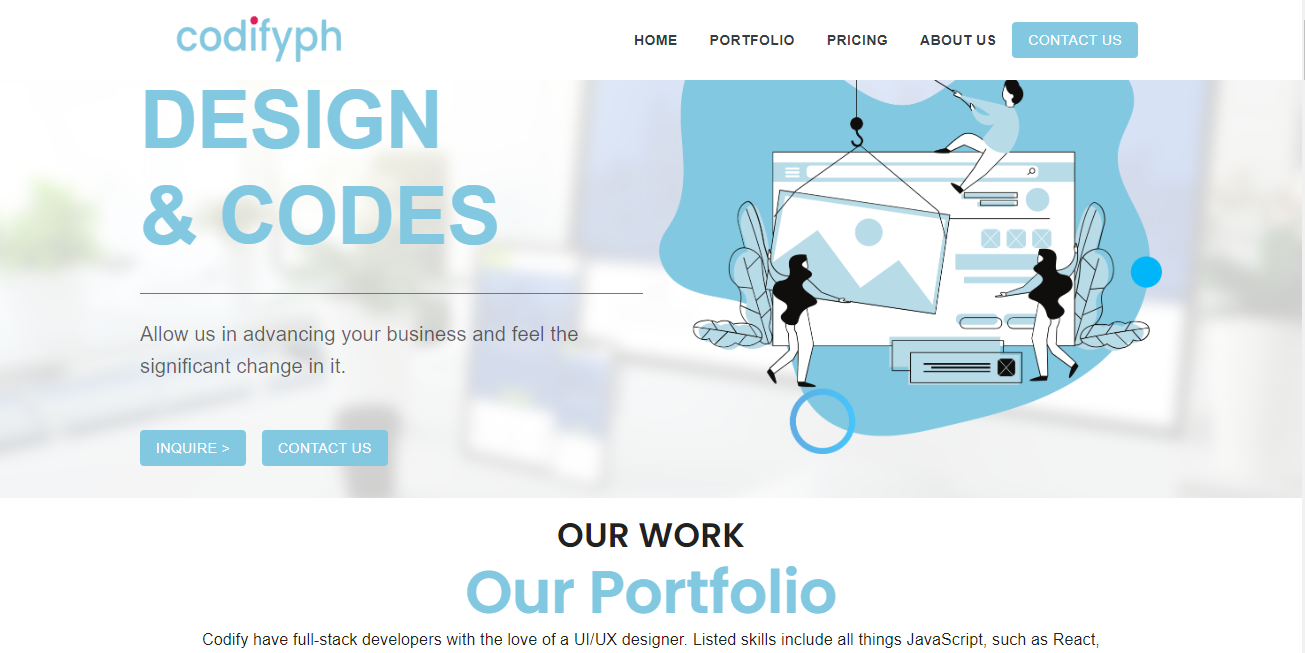 codifyph
HOME PORTFOLIO PRICING ABOUT US CONTACT US
DESIGN
& CODES
Allow us in advancing your business and feel the
significant change in it.
INQUIRE > CONTACT US
OUR WORK
Our Portfolio
Codify have full-stack developers with the love of a UI/UX designer. Listed skills include all things JavaScript, such as React,